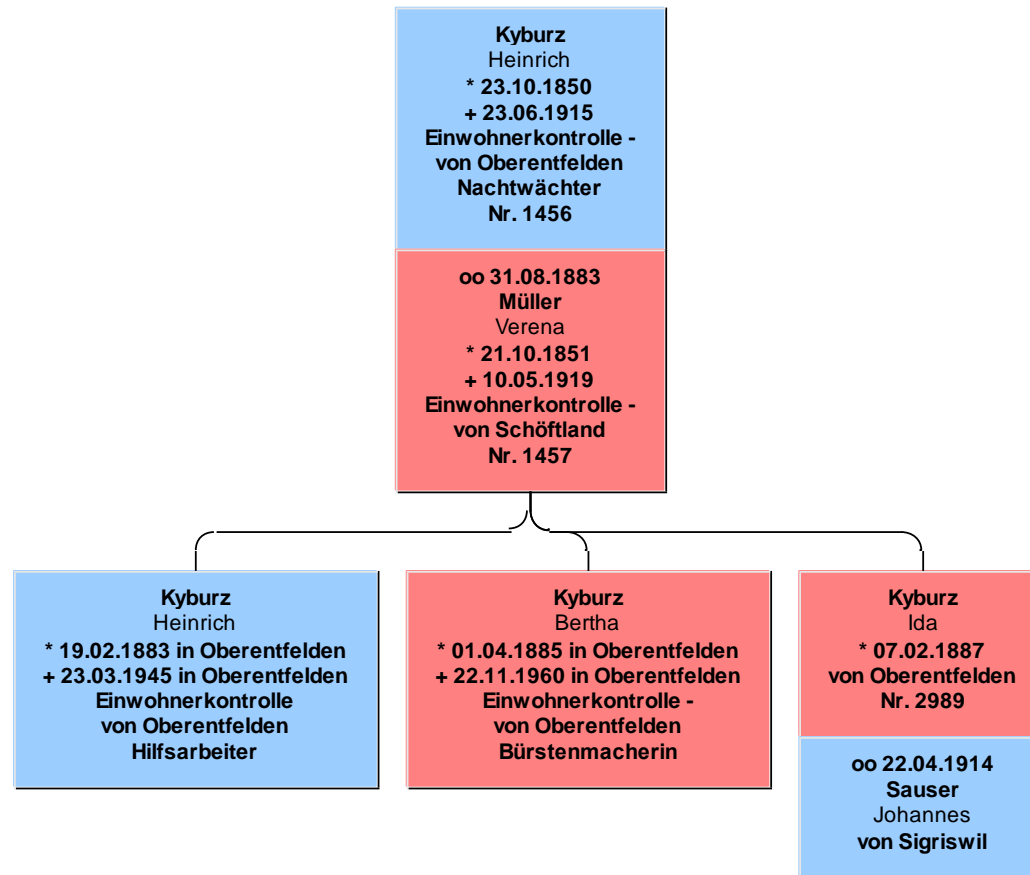 Kyburz
Heinrich
* 23.10.1850
+ 23.06.1915
Einwohnerkontrolle -
von Oberentfelden
Nachtwächter
Nr. 1456
oo 31.08.1883
Müller
Verena
* 21.10.1851
+ 10.05.1919
Einwohnerkontrolle -
von Schöftland
Nr. 1457
Kyburz
Heinrich
* 19.02.1883 in Oberentfelden
+ 23.03.1945 in Oberentfelden
Einwohnerkontrolle
von Oberentfelden
Hilfsarbeiter
Kyburz
Bertha
* 01.04.1885 in Oberentfelden
+ 22.11.1960 in Oberentfelden
Einwohnerkontrolle -
von Oberentfelden
Bürstenmacherin
Kyburz
Ida
* 07.02.1887
von Oberentfelden
Nr. 2989
oo 22.04.1914
Sauser
Johannes
von Sigriswil